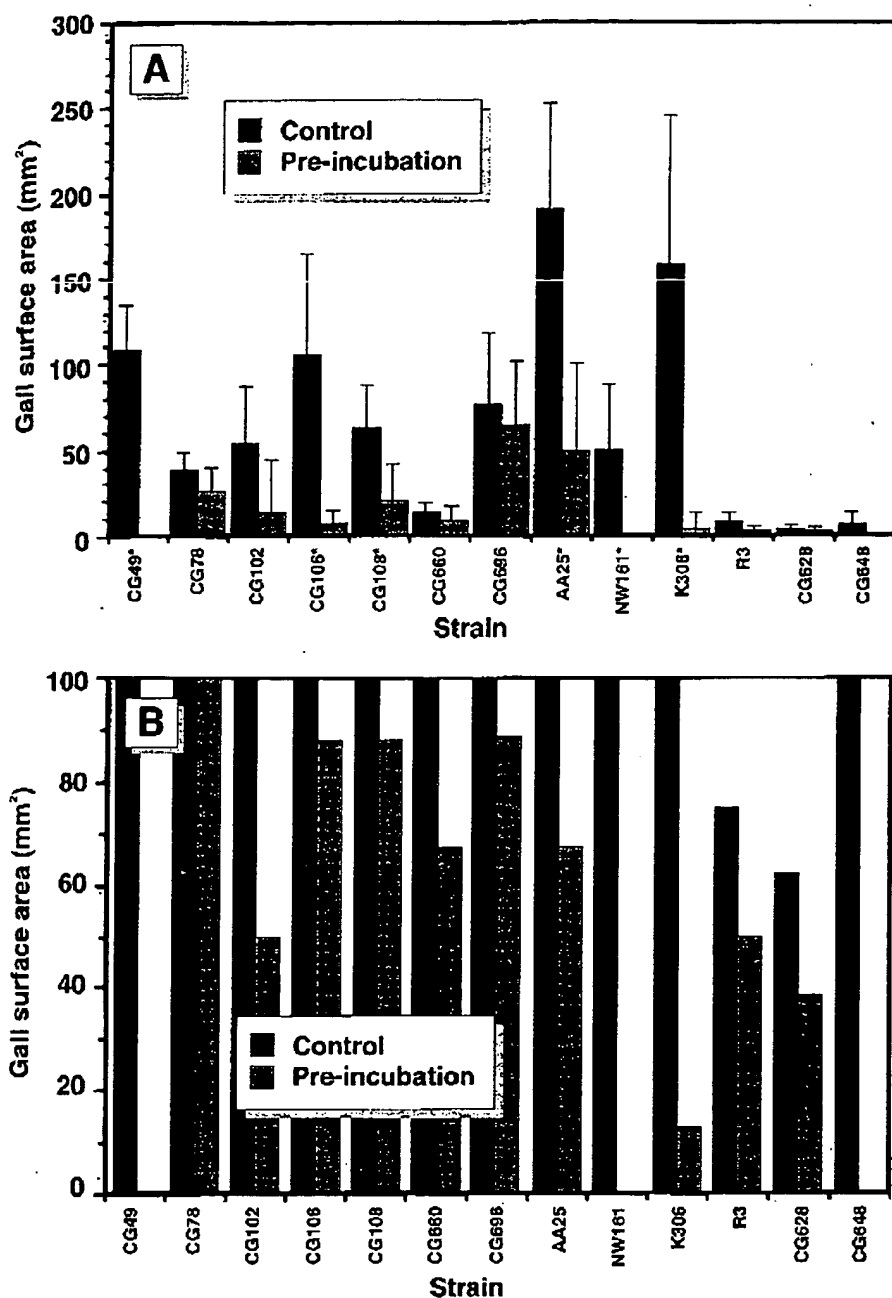 300
250
200
150
100
50
0
Gall surface area (mm²)
A
Control
Pre-incubation
CG49*
CG78
CG102
CG106*
CG108*
CG660
CG698
AA25*
NW161*
K306*
R3
CG628
CG648
Strain
100
80
60
40
20
0
Gall surface area (mm²)
B
Control
Pre-incubation
CG49
CG78
CG102
CG106
CG108
CG660
CG698
AA25
NW161
K306
R3
CG628
CG648
Strain